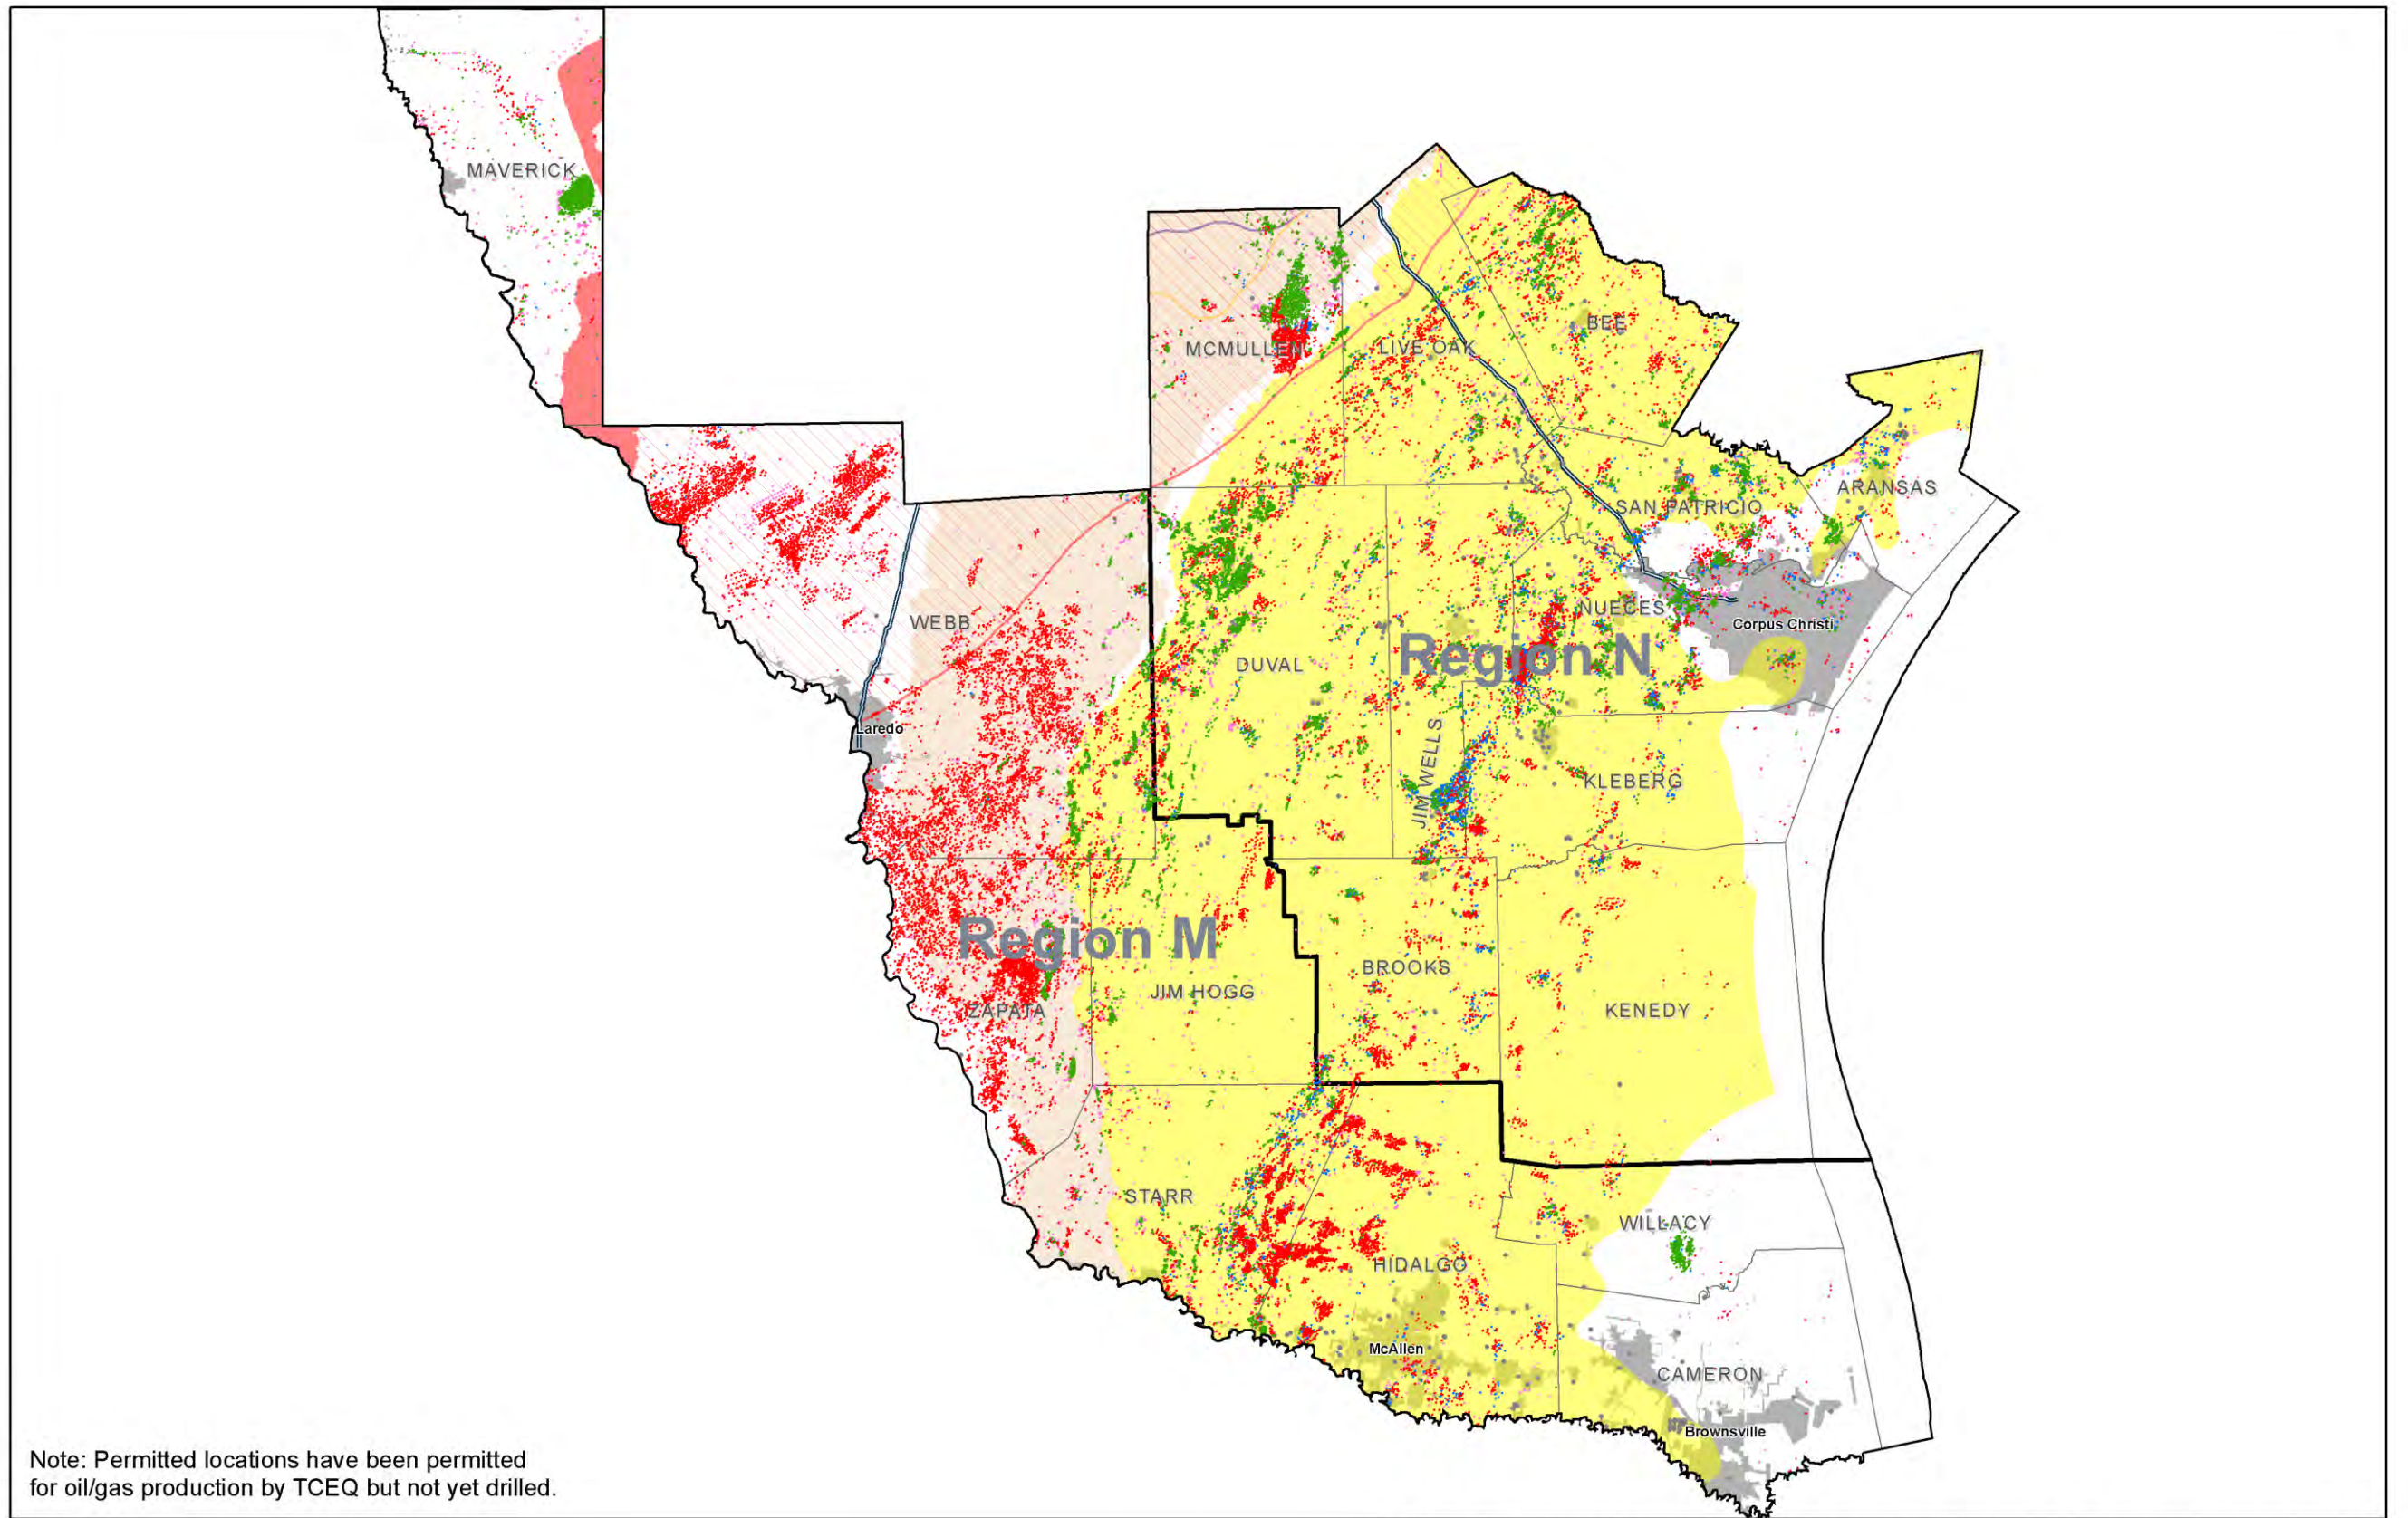 MAVERICK
BEE
MCMULLEN
LIVE OAK
ARANSAS
SAN PATRICIO
NUECES
WEBB
Corpus Christi
Region N
DUVAL
Laredo
JIM WELLS
KLEBERG
Region M
BROOKS
JIM HOGG
ZAPATA
KENEDY
STARR
WILLACY
HIDALGO
McAllen
CAMERON
Brownsville
Note: Permitted locations have been permitted
for oil/gas production by TCEQ but not yet drilled.